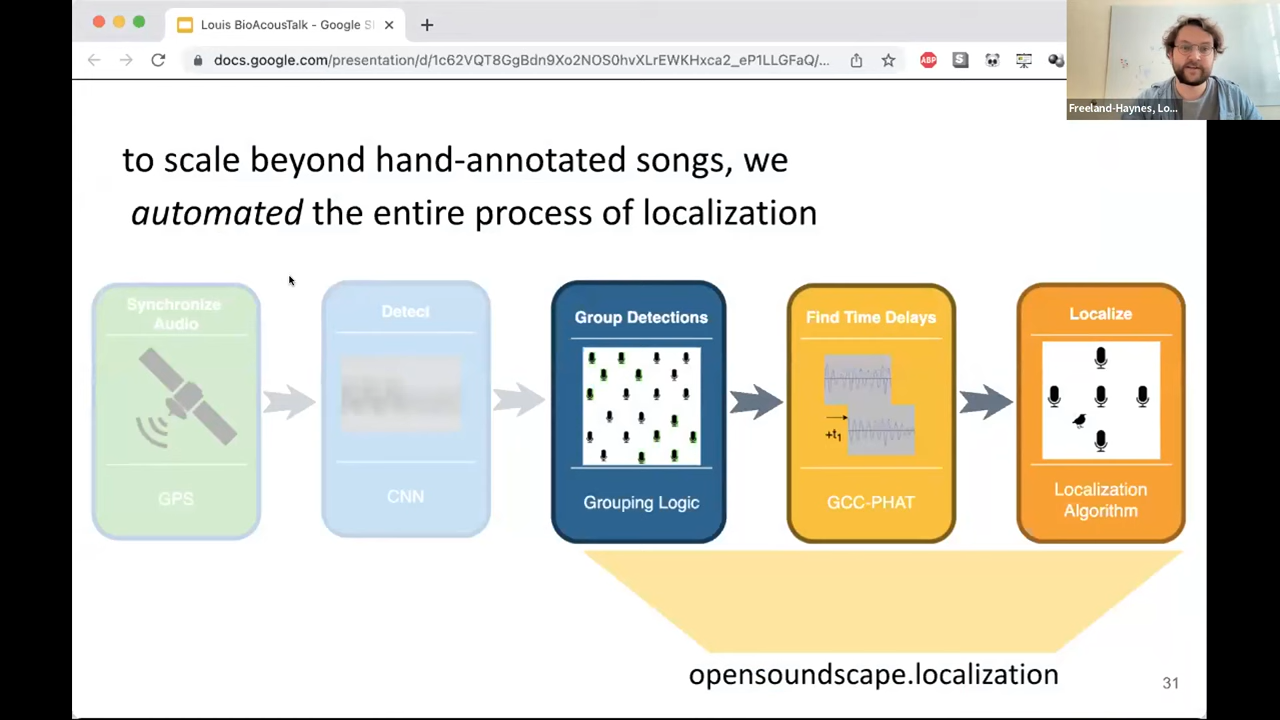 Louis BioAcousTalk - Google Sl
docs.google.com/presentation/d/1c62VQT8GgBdn9Xo2NOS0hvXLrEWKHxca2_eP1LLGFaQ/...
ABP
S
Freeland-Haynes, Lo...
to scale beyond hand-annotated songs, we
automated the entire process of localization
Synchronize
Audio
GPS
Detect
CNN
Group Detections
Grouping Logic
Find Time Delays
+t1
GCC-PHAT
Localize
Localization
Algorithm
opensoundscape.localization
31